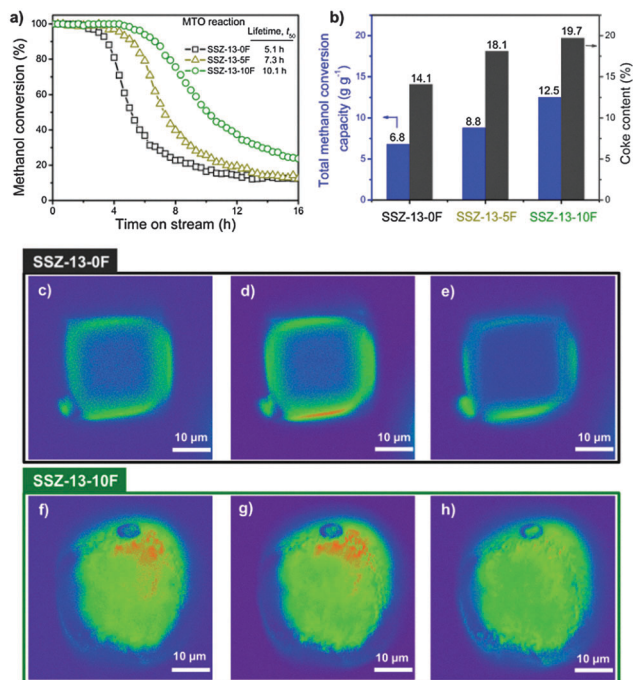 a)
MTO reaction
Lifetime, t50
SSZ-13-0F 5.1 h
SSZ-13-5F 7.3 h
SSZ-13-10F 10.1 h
Methanol conversion (%)
100
80
60
40
20
0
0 4 8 12 16
Time on stream (h)
b)
Total methanol conversion
capacity (g g⁻¹)
20
15
10
5
0
6.8
14.1
8.8
18.1
12.5
19.7
20
15
10
5
0
Coke content (%)
SSZ-13-0F SSZ-13-5F SSZ-13-10F
SSZ-13-0F
c)
10 µm
d)
10 µm
e)
10 µm
SSZ-13-10F
f)
10 µm
g)
10 µm
h)
10 µm